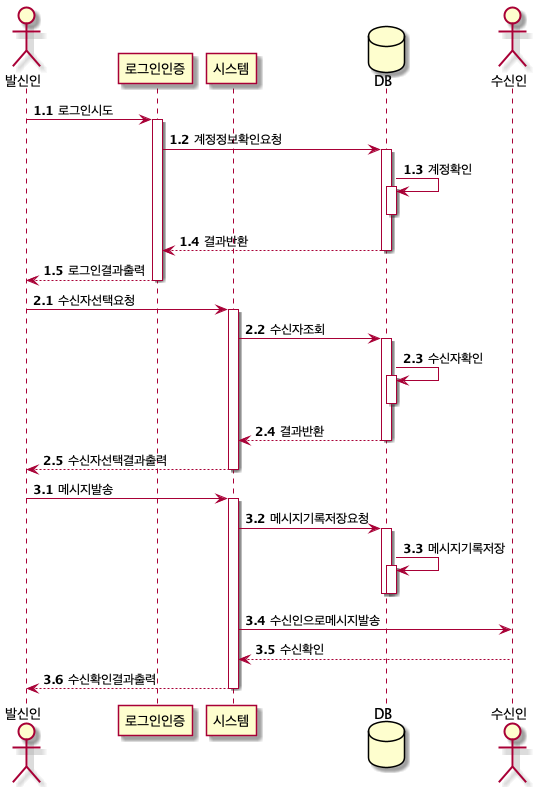 발신인
로그인인증
시스템
DB
수신인
1.1 로그인시도
1.2 계정정보확인요청
1.3 계정확인
1.4 결과반환
1.5 로그인결과출력
2.1 수신자선택요청
2.2 수신자조회
2.3 수신자확인
2.4 결과반환
2.5 수신자선택결과출력
3.1 메시지발송
3.2 메시지기록저장요청
3.3 메시지기록저장
3.4 수신인으로메시지발송
3.5 수신확인
3.6 수신확인결과출력
발신인
로그인인증
시스템
DB
수신인